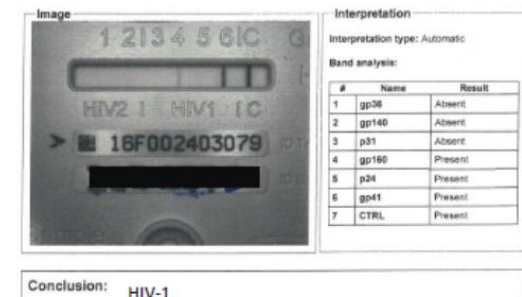 Image
1 2 I 3 4 5 6 I C
HIV2 I HIV1 I C
> 16F002403079
Interpretation
Interpretation type: Automatic
Band analysis:
# Name Result
1 gp36 Absent
2 gp140 Absent
3 p31 Absent
4 gp160 Present
5 p24 Present
6 gp41 Present
7 CTRL Present
Conclusion: HIV-1